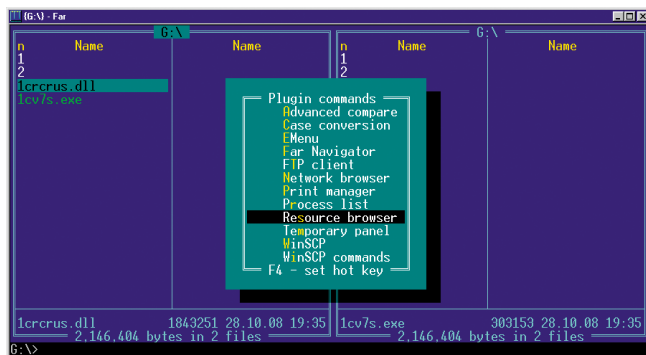 {G:\} - Far
G:\
G:\
n Name Name
n Name Name
1
2
1crcrus.dll
1cv7s.exe
1
2
Plugin commands
Advanced compare
Case conversion
EMenu
Far Navigator
FTP client
Network browser
Print manager
Process list
Resource browser
Temporary panel
WinSCP
WinSCP commands
F4 - set hot key
1crcrus.dll 1843251 28.10.08 19:35
2,146,404 bytes in 2 files
1cv7s.exe 303153 28.10.08 19:35
2,146,404 bytes in 2 files
G:\>